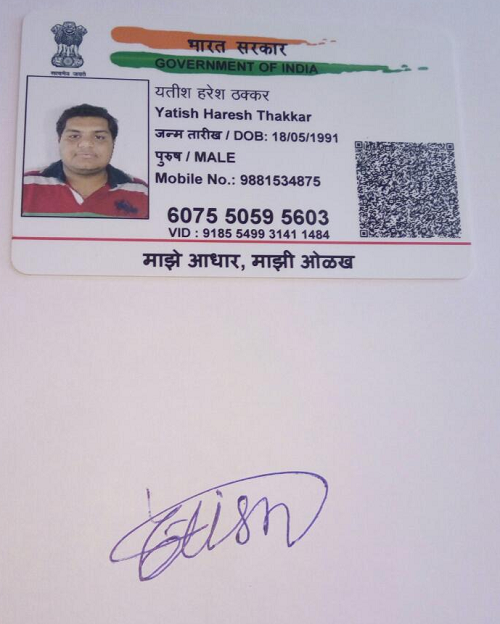 सत्यमेव जयते
भारत सरकार
GOVERNMENT OF INDIA
यतीश हरेश ठक्कर
Yatish Haresh Thakkar
जन्म तारीख / DOB: 18/05/1991
पुरुष / MALE
Mobile No.: 9881534875
6075 5059 5603
VID : 9185 5499 3141 1484
माझे आधार, माझी ओळख
Yatish